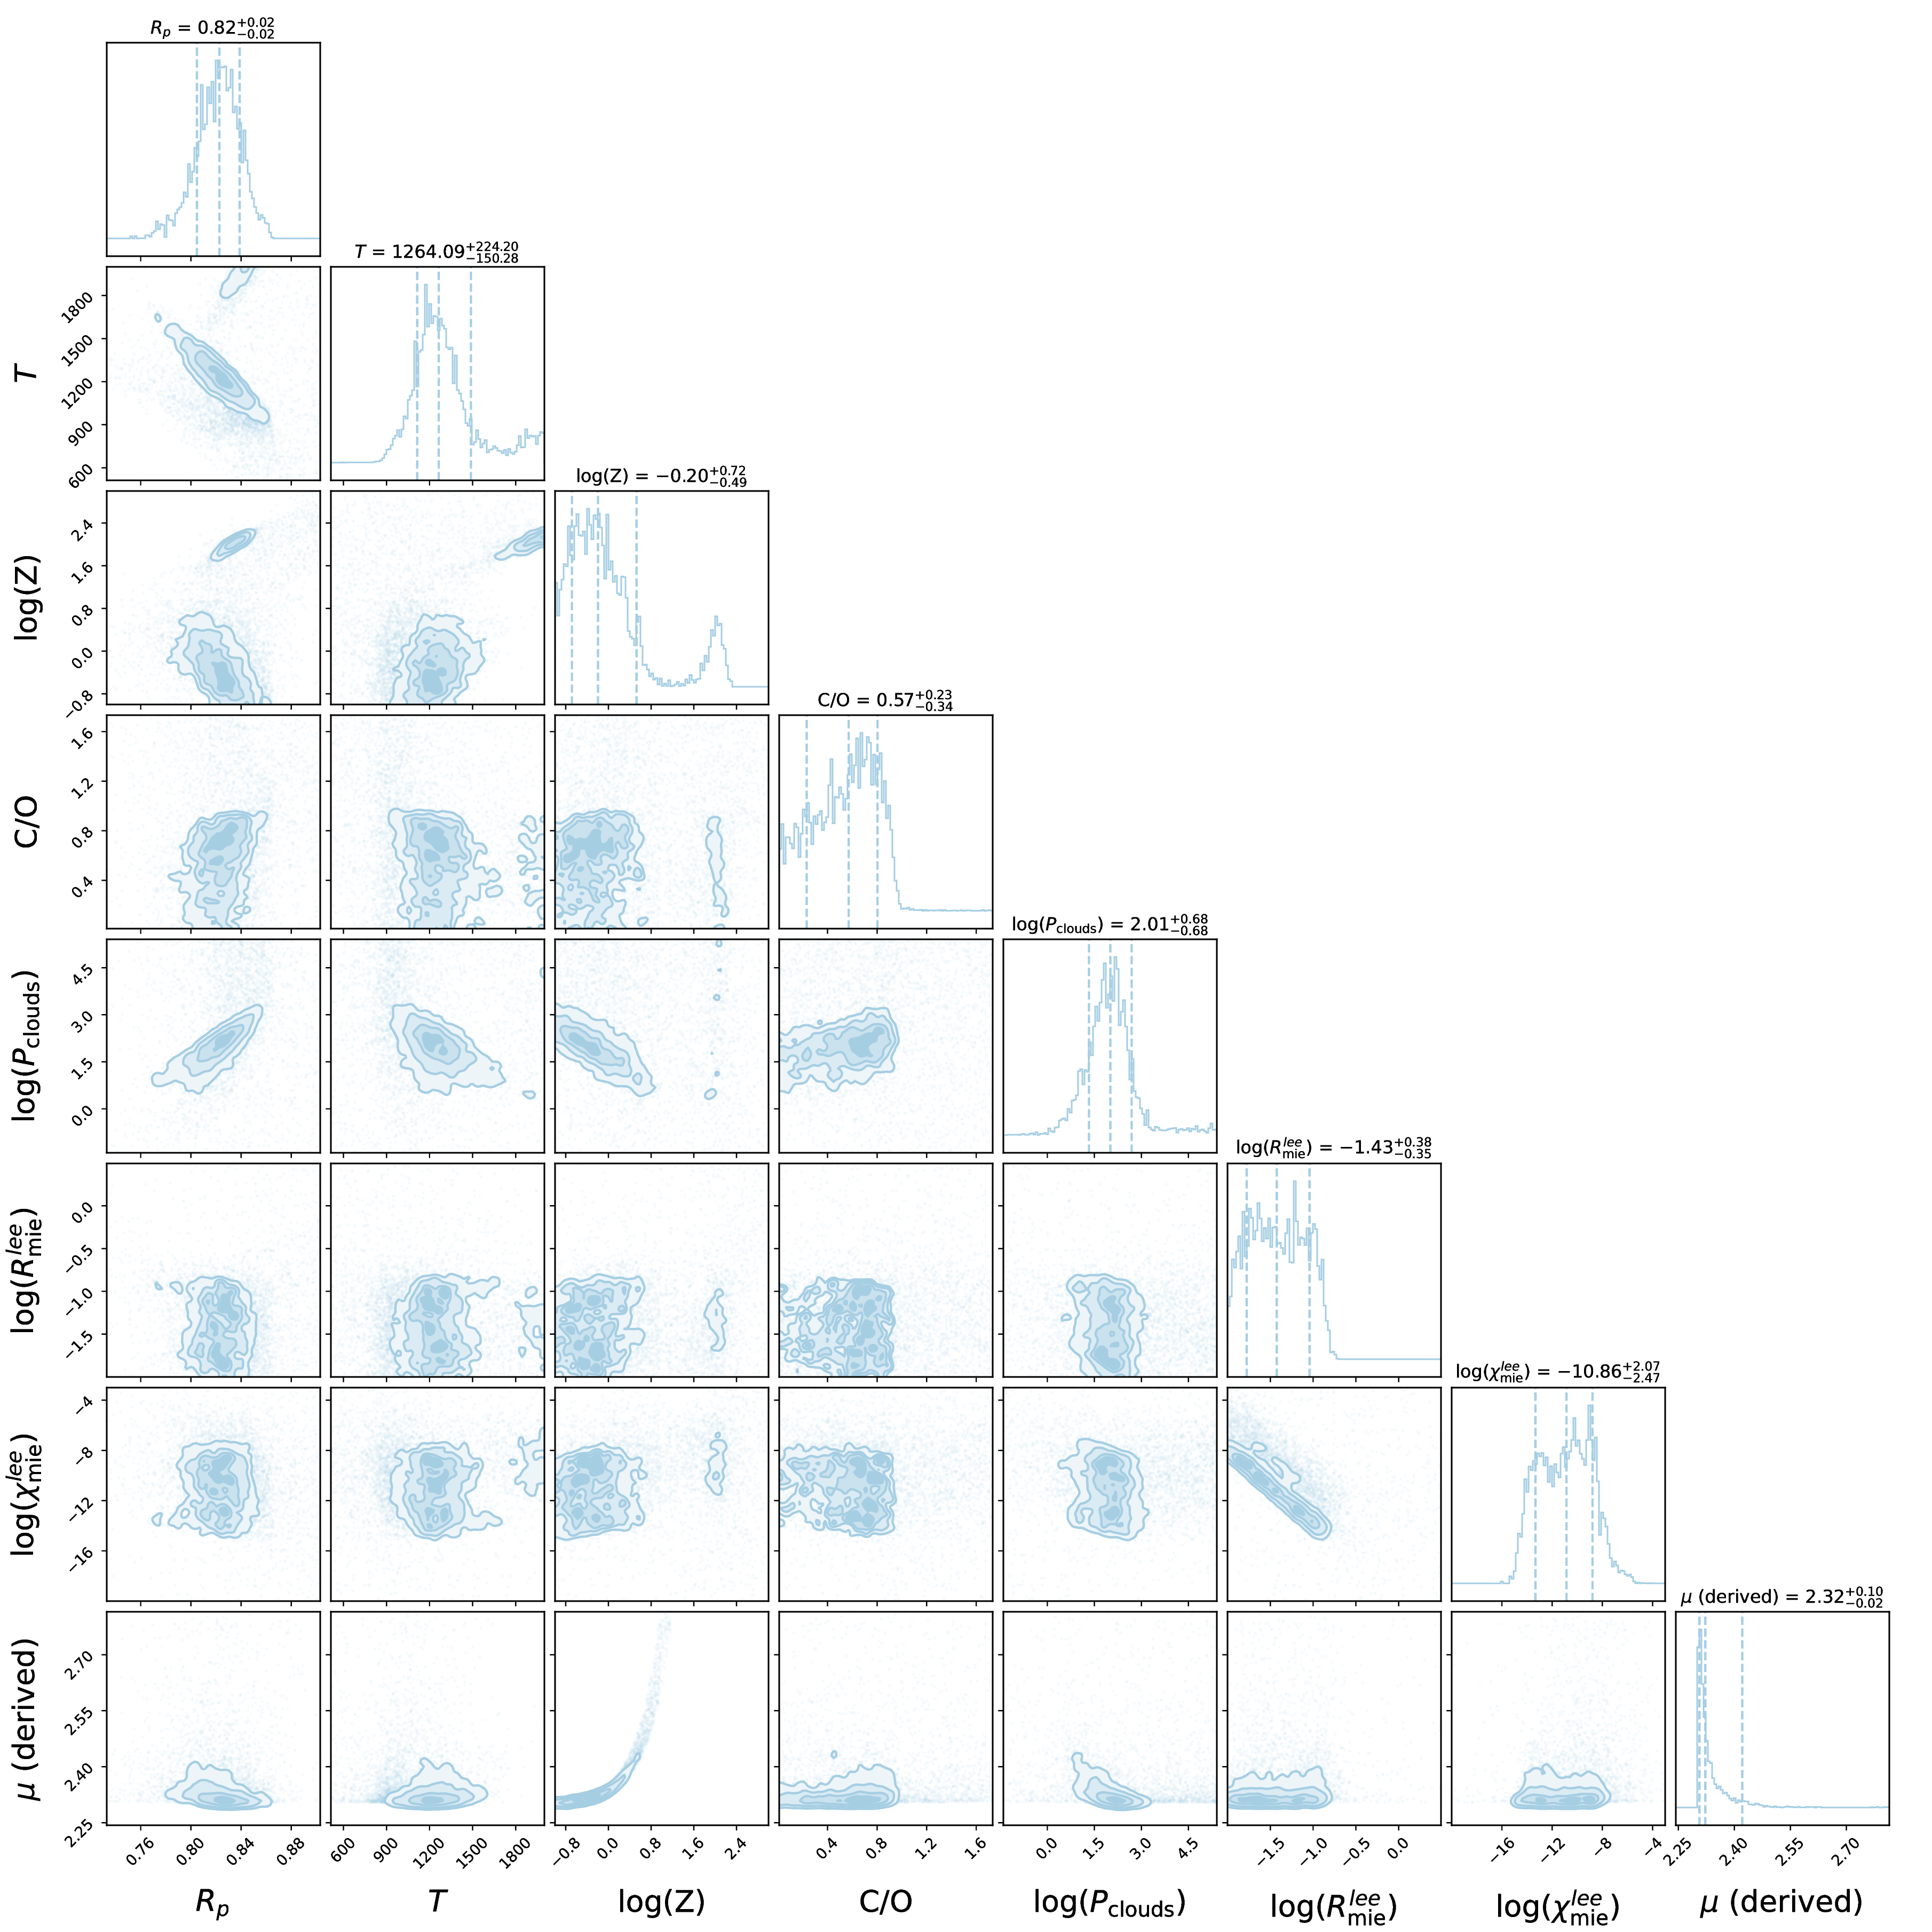 R_p = 0.82^{+0.02}_{−0.02}
T = 1264.09^{+224.20}_{−150.28}
1800
1500
1200
900
600
T
log(Z) = −0.20^{+0.72}_{−0.49}
2.4
1.6
0.8
0.0
−0.8
log(Z)
C/O = 0.57^{+0.23}_{−0.34}
1.6
1.2
0.8
0.4
C/O
log(P_clouds) = 2.01^{+0.68}_{−0.68}
4.5
3.0
1.5
0.0
log(P_clouds)
log(R^{lee}_{mie}) = −1.43^{+0.38}_{−0.35}
0.0
−0.5
−1.0
−1.5
log(R^{lee}_{mie})
log(χ^{lee}_{mie}) = −10.86^{+2.07}_{−2.47}
−4
−8
−12
−16
log(χ^{lee}_{mie})
μ (derived) = 2.32^{+0.10}_{−0.02}
2.70
2.55
2.40
2.25
μ (derived)
0.76 0.80 0.84 0.88 600 900 1200 1500 1800 −0.8 0.0 0.8 1.6 2.4 0.4 0.8 1.2 1.6 0.0 1.5 3.0 4.5 −1.5 −1.0 −0.5 0.0 −16 −12 −8 −4 2.25 2.40 2.55 2.70
R_p T log(Z) C/O log(P_clouds) log(R^{lee}_{mie}) log(χ^{lee}_{mie}) μ (derived)